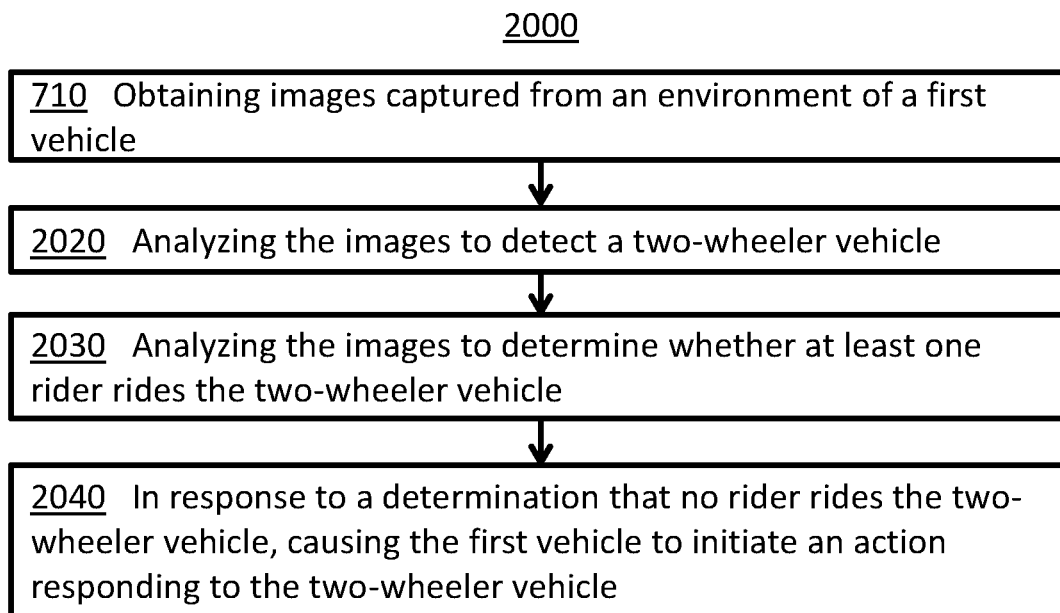 2000
710 Obtaining images captured from an environment of a first
vehicle
2020 Analyzing the images to detect a two-wheeler vehicle
2030 Analyzing the images to determine whether at least one
rider rides the two-wheeler vehicle
2040 In response to a determination that no rider rides the two-
wheeler vehicle, causing the first vehicle to initiate an action
responding to the two-wheeler vehicle